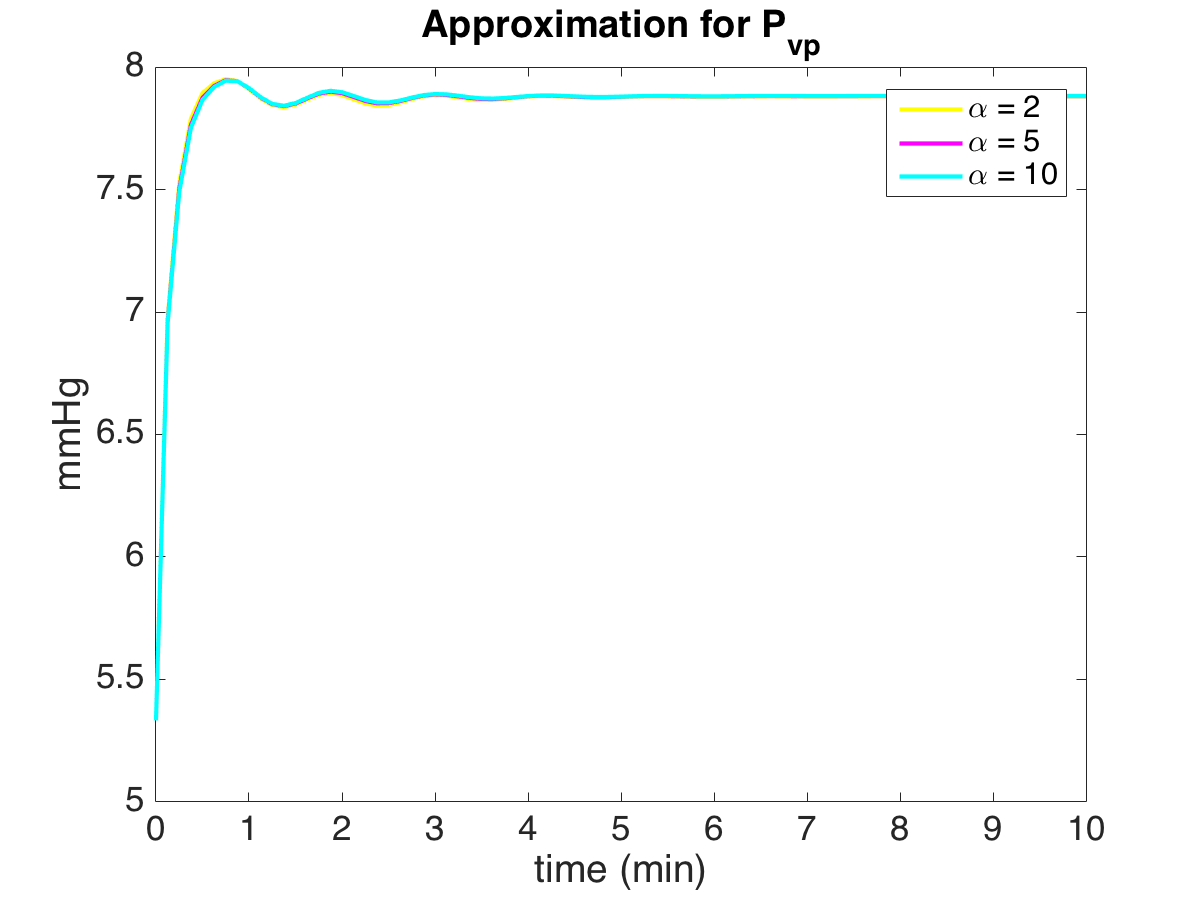 Approximation for P_vp
8
7.5
7
6.5
6
5.5
5
mmHg
0 1 2 3 4 5 6 7 8 9 10
time (min)
α = 2
α = 5
α = 10